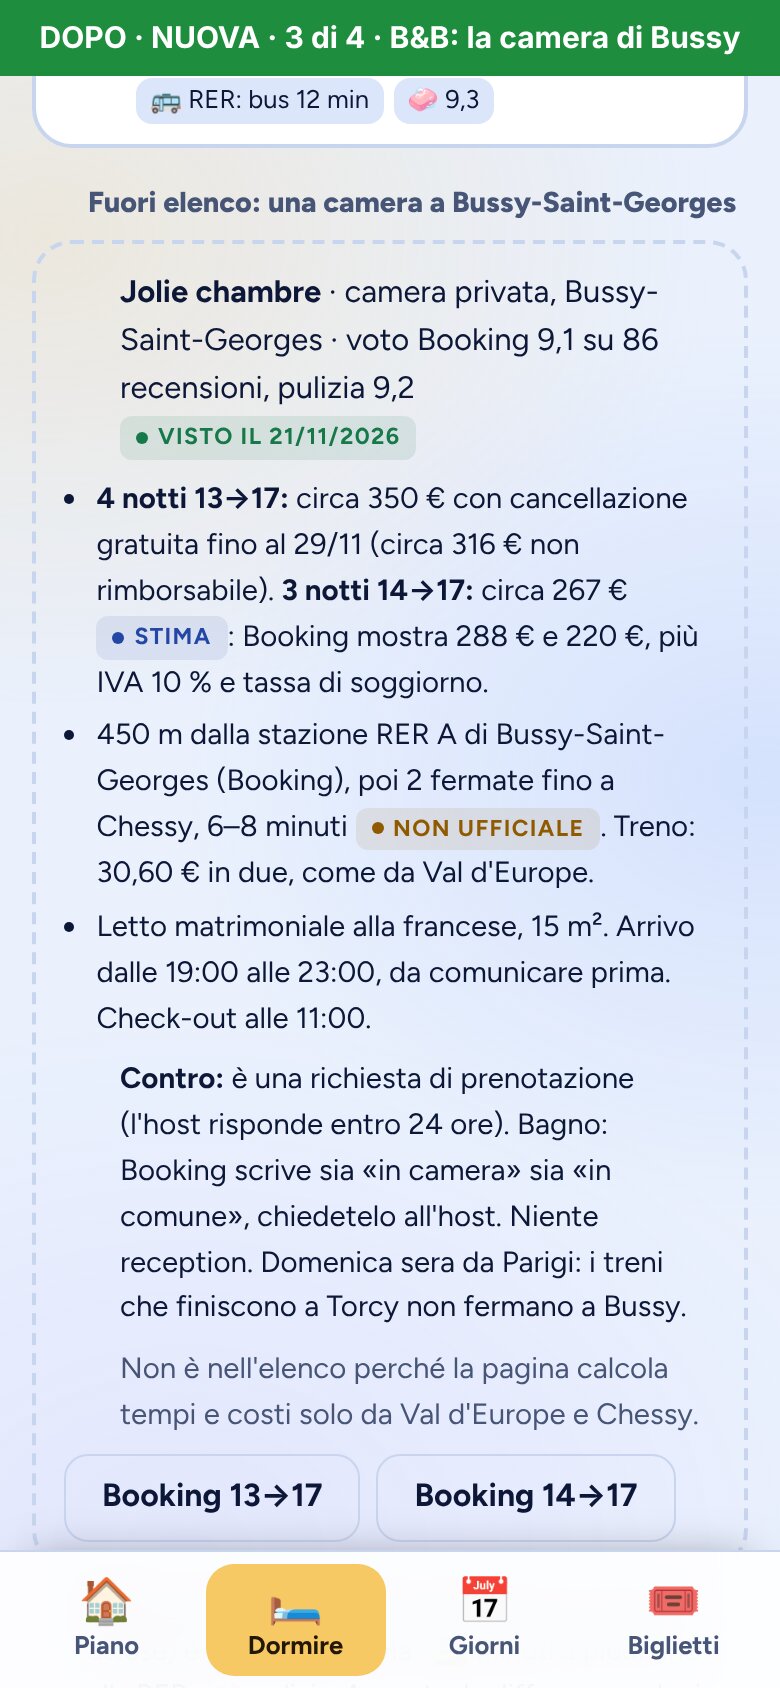 DOPO · NUOVA · 3 di 4 · B&B: la camera di Bussy
RER: bus 12 min 9,3
Fuori elenco: una camera a Bussy-Saint-Georges
Jolie chambre · camera privata, Bussy-
Saint-Georges · voto Booking 9,1 su 86
recensioni, pulizia 9,2
● VISTO IL 21/11/2026
• 4 notti 13→17: circa 350 € con cancellazione
gratuita fino al 29/11 (circa 316 € non
rimborsabile). 3 notti 14→17: circa 267 €
● STIMA : Booking mostra 288 € e 220 €, più
IVA 10 % e tassa di soggiorno.
• 450 m dalla stazione RER A di Bussy-Saint-
Georges (Booking), poi 2 fermate fino a
Chessy, 6–8 minuti ● NON UFFICIALE . Treno:
30,60 € in due, come da Val d'Europe.
• Letto matrimoniale alla francese, 15 m². Arrivo
dalle 19:00 alle 23:00, da comunicare prima.
Check-out alle 11:00.
Contro: è una richiesta di prenotazione
(l'host risponde entro 24 ore). Bagno:
Booking scrive sia «in camera» sia «in
comune», chiedetelo all'host. Niente
reception. Domenica sera da Parigi: i treni
che finiscono a Torcy non fermano a Bussy.
Non è nell'elenco perché la pagina calcola
tempi e costi solo da Val d'Europe e Chessy.
Booking 13→17 Booking 14→17
July
17
Piano Dormire Giorni Biglietti